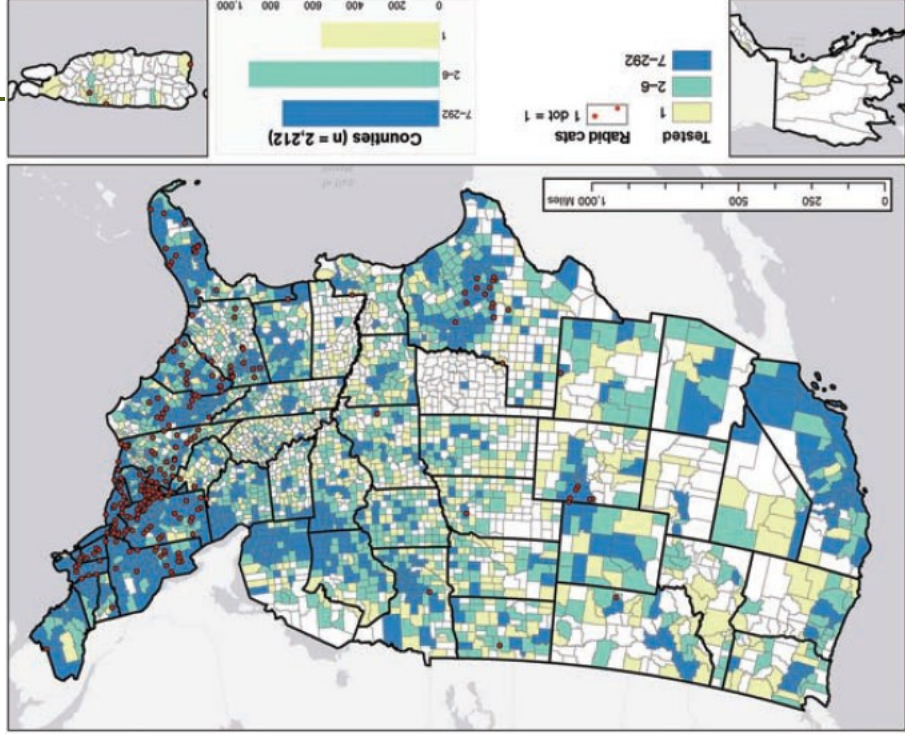 0 250 500 1,000 Miles
Tested
1
2–6
7–292
Rabid cats
1 dot = 1
Counties (n = 2,212)
7-292
2-6
1
0 200 400 600 800 1,000